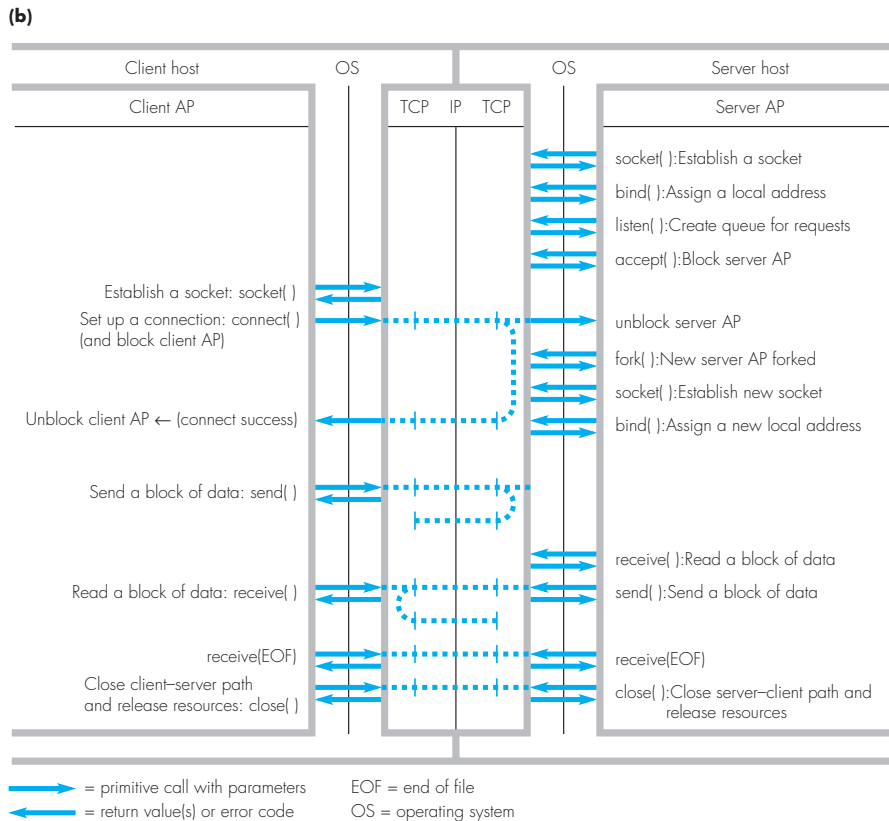 (b)
Client host OS OS Server host
Client AP TCP IP TCP Server AP
socket( ):Establish a socket
bind( ):Assign a local address
listen( ):Create queue for requests
accept( ):Block server AP
Establish a socket: socket( )
Set up a connection: connect( )
(and block client AP)
unblock server AP
fork( ):New server AP forked
socket( ):Establish new socket
Unblock client AP ← (connect success)
bind( ):Assign a new local address
Send a block of data: send( )
receive( ):Read a block of data
Read a block of data: receive( )
send( ):Send a block of data
receive(EOF)
receive(EOF)
Close client–server path
and release resources: close( )
close( ):Close server–client path and
release resources
= primitive call with parameters EOF = end of file
= return value(s) or error code OS = operating system